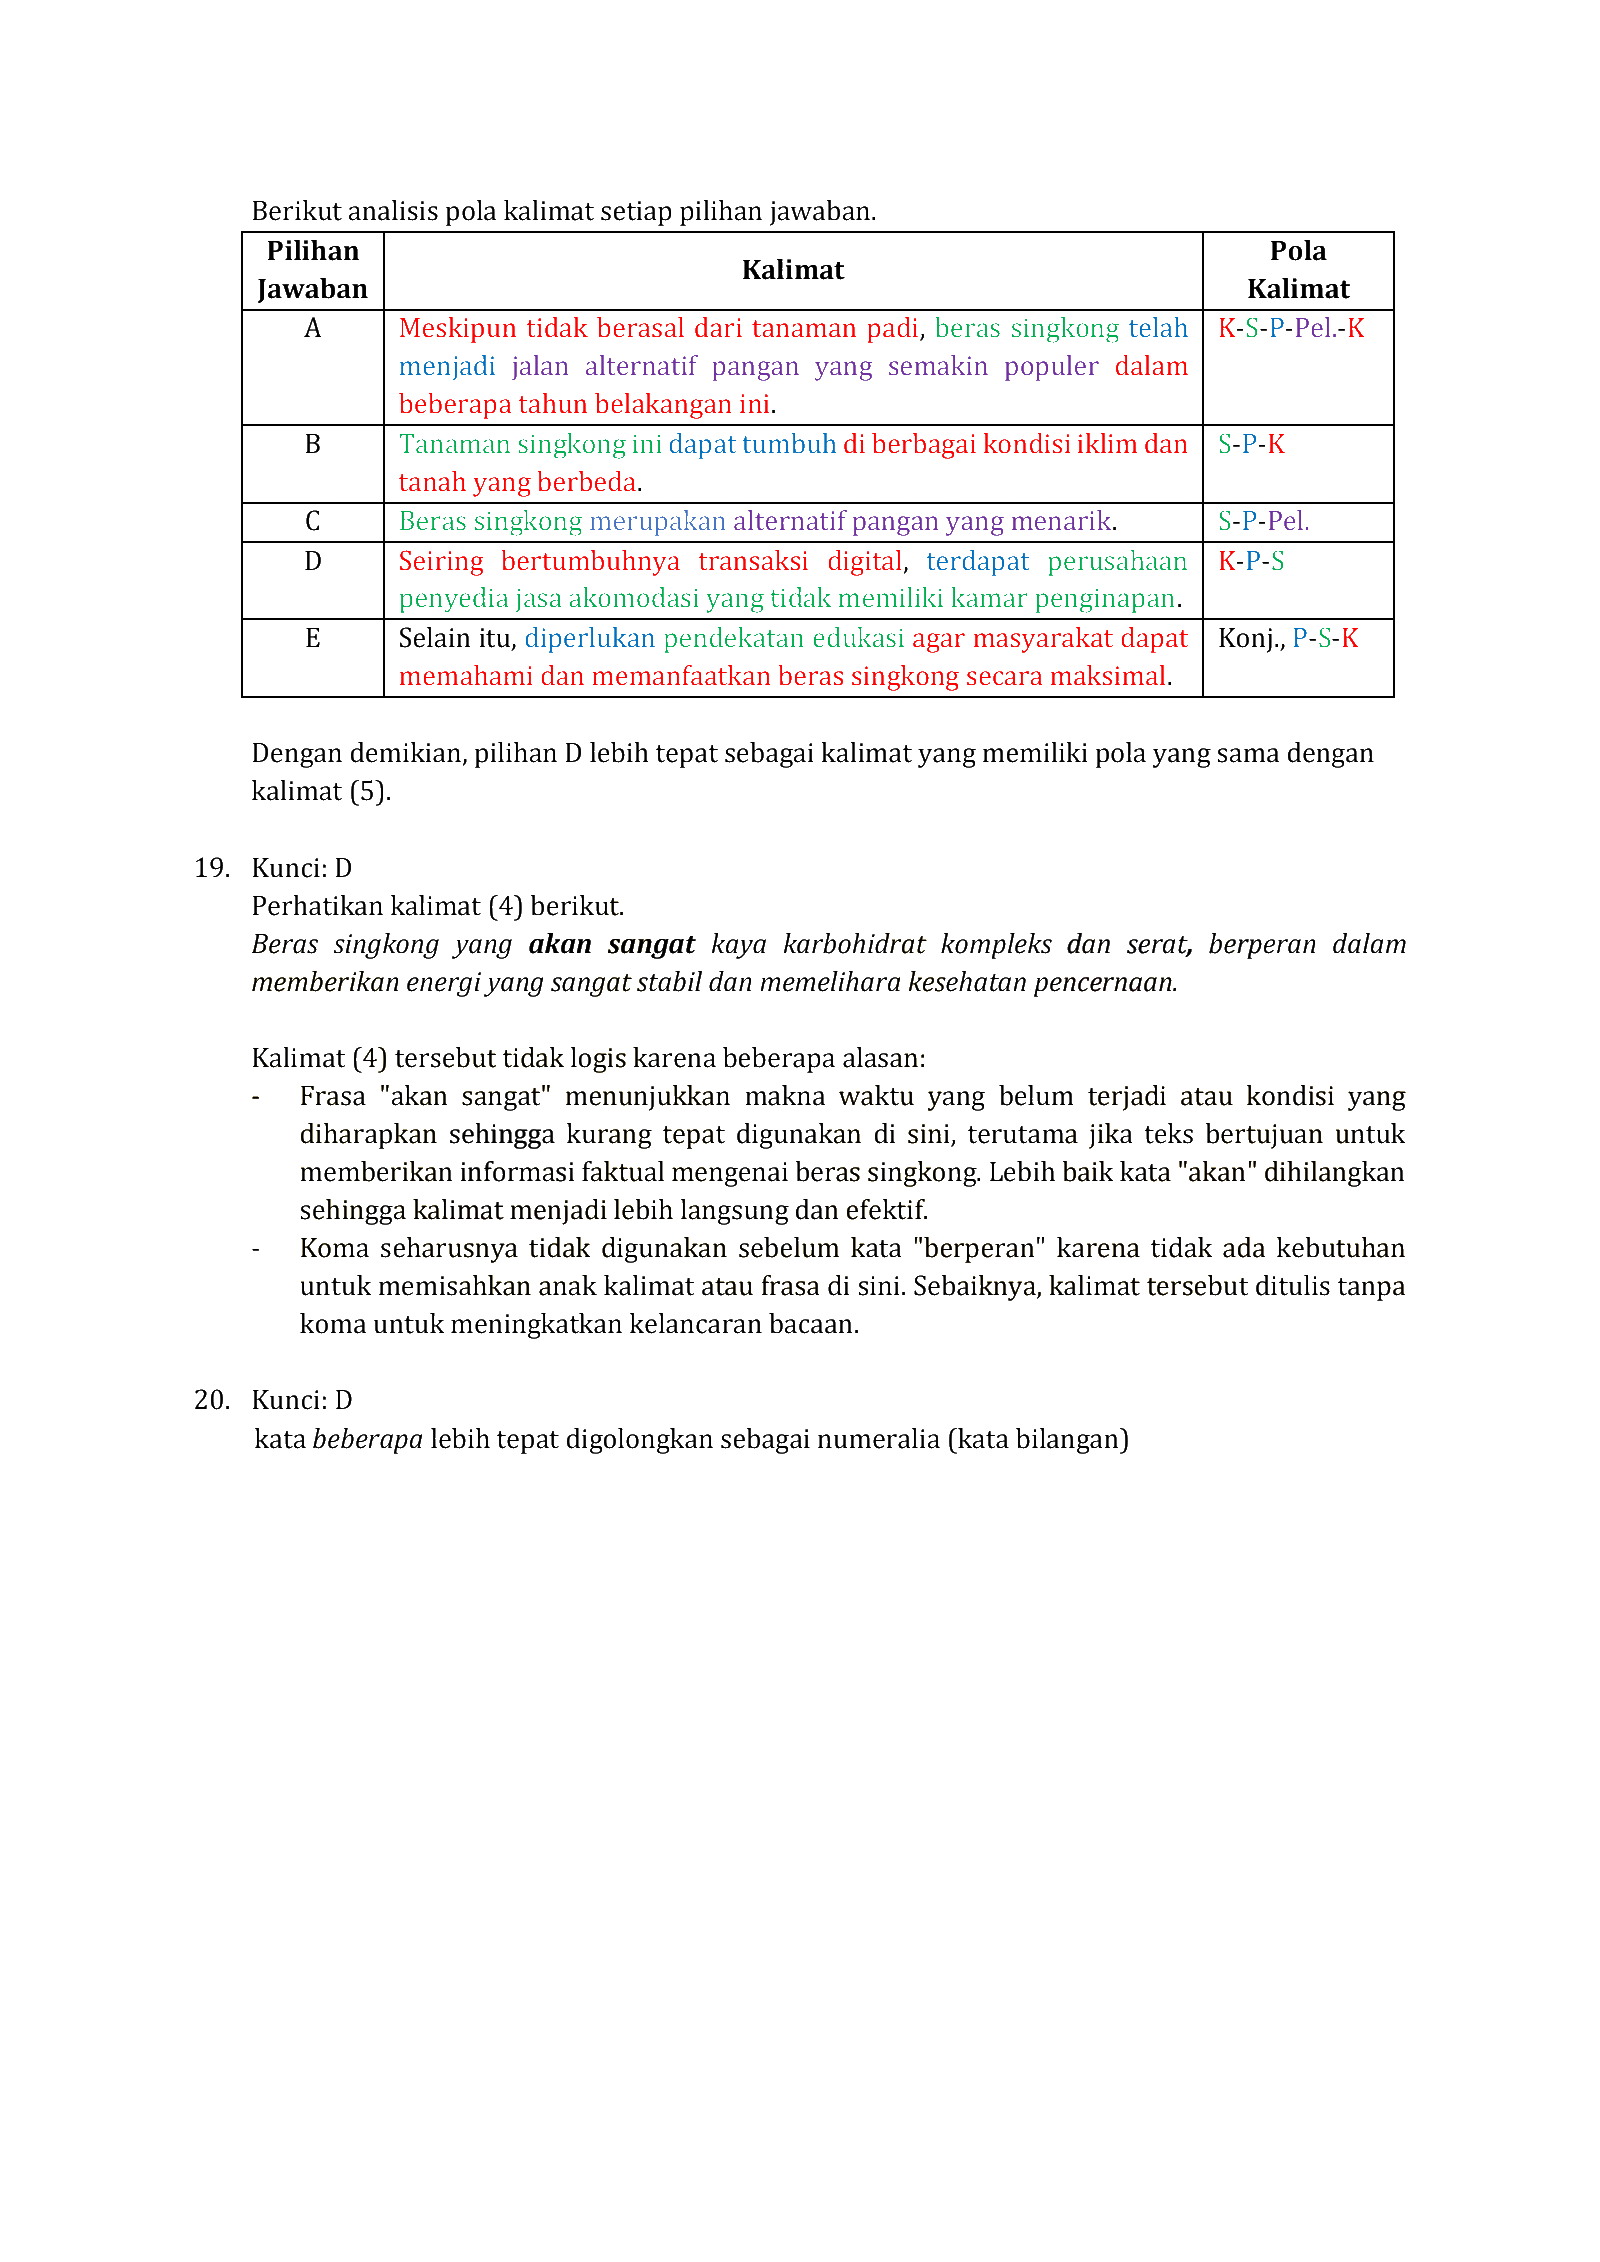 Berikut analisis pola kalimat setiap pilihan jawaban.
Pilihan Jawaban | Kalimat | Pola Kalimat
A | Meskipun tidak berasal dari tanaman padi, beras singkong telah | K-S-P-Pel.-K
menjadi jalan alternatif pangan yang semakin populer dalam
beberapa tahun belakangan ini.
B | Tanaman singkong ini dapat tumbuh di berbagai kondisi iklim dan | S-P-K
tanah yang berbeda.
C | Beras singkong merupakan alternatif pangan yang menarik. | S-P-Pel.
D | Seiring bertumbuhnya transaksi digital, terdapat perusahaan | K-P-S
penyedia jasa akomodasi yang tidak memiliki kamar penginapan.
E | Selain itu, diperlukan pendekatan edukasi agar masyarakat dapat | Konj., P-S-K
memahami dan memanfaatkan beras singkong secara maksimal.
Dengan demikian, pilihan D lebih tepat sebagai kalimat yang memiliki pola yang sama dengan
kalimat (5).
19. Kunci: D
Perhatikan kalimat (4) berikut.
Beras singkong yang akan sangat kaya karbohidrat kompleks dan serat, berperan dalam
memberikan energi yang sangat stabil dan memelihara kesehatan pencernaan.
Kalimat (4) tersebut tidak logis karena beberapa alasan:
- Frasa "akan sangat" menunjukkan makna waktu yang belum terjadi atau kondisi yang
diharapkan sehingga kurang tepat digunakan di sini, terutama jika teks bertujuan untuk
memberikan informasi faktual mengenai beras singkong. Lebih baik kata "akan" dihilangkan
sehingga kalimat menjadi lebih langsung dan efektif.
- Koma seharusnya tidak digunakan sebelum kata "berperan" karena tidak ada kebutuhan
untuk memisahkan anak kalimat atau frasa di sini. Sebaiknya, kalimat tersebut ditulis tanpa
koma untuk meningkatkan kelancaran bacaan.
20. Kunci: D
kata beberapa lebih tepat digolongkan sebagai numeralia (kata bilangan)